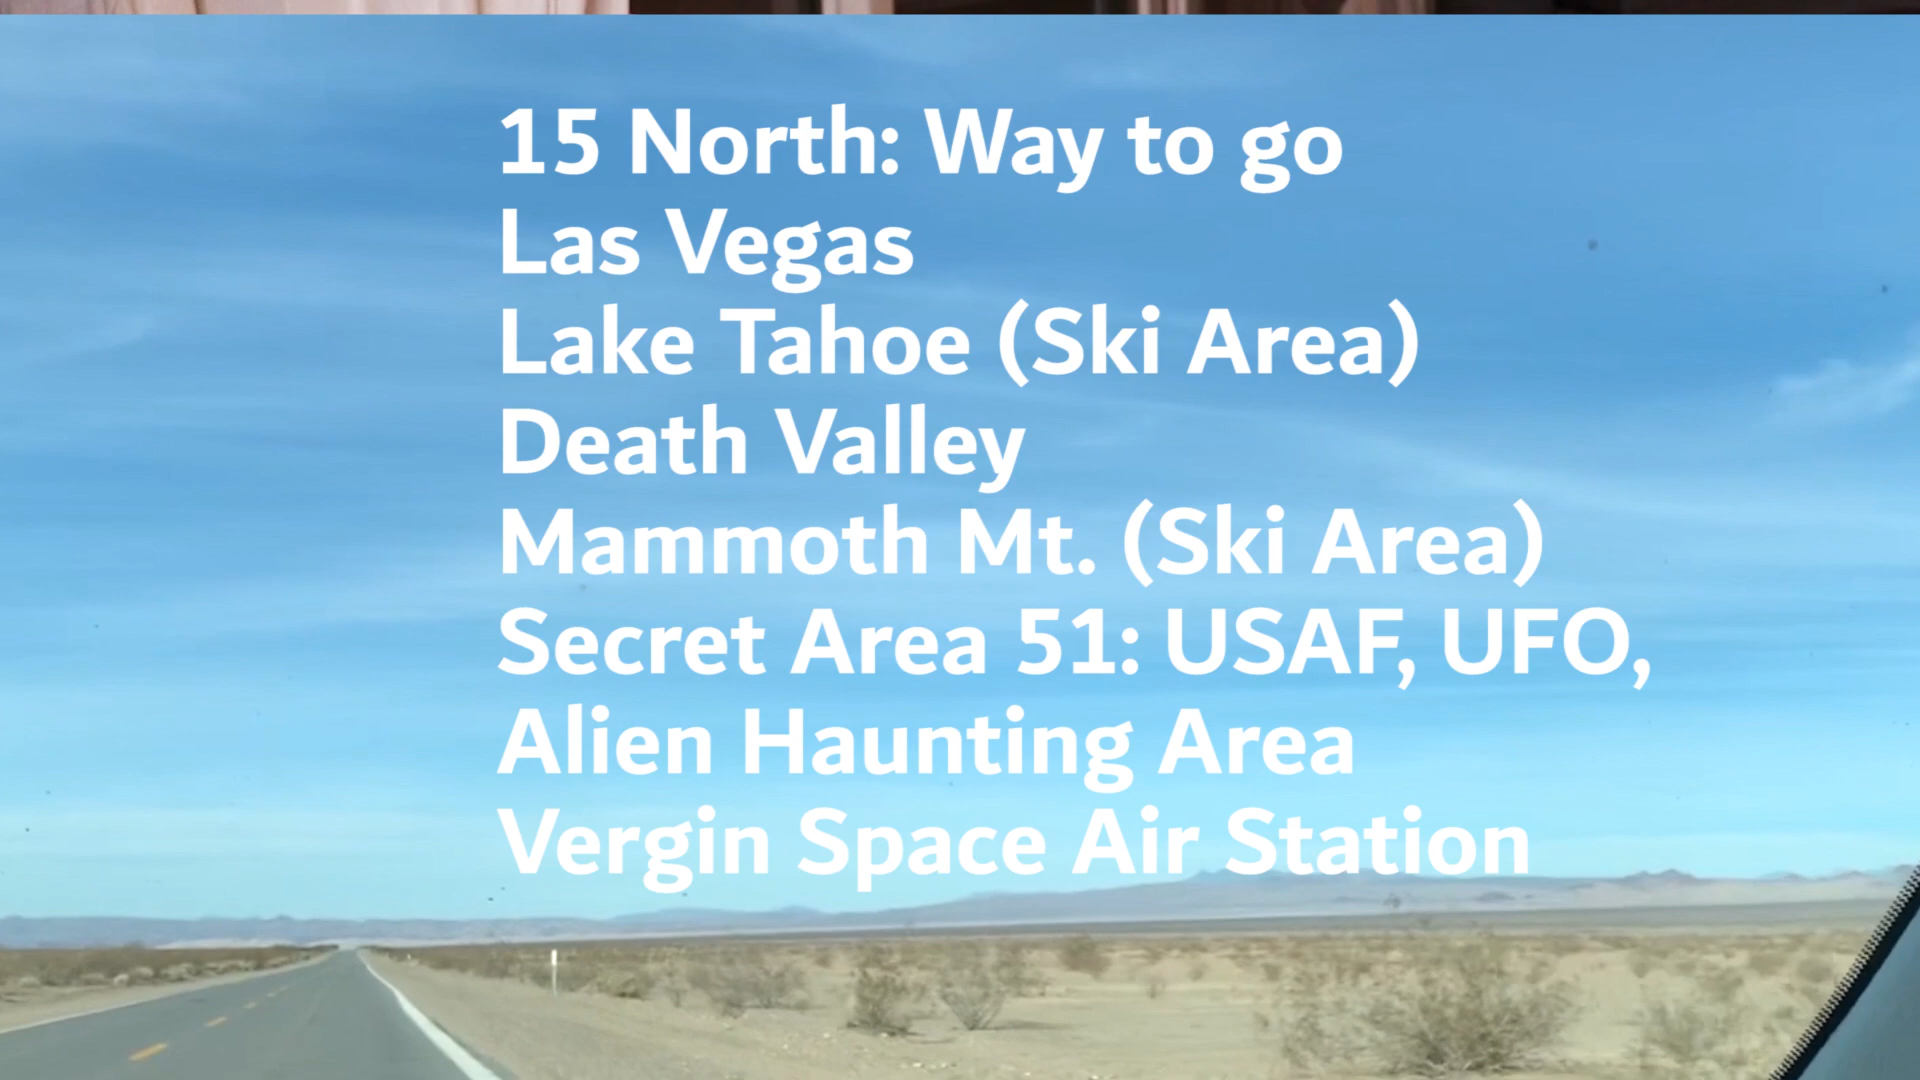 15 North: Way to go
Las Vegas
Lake Tahoe (Ski Area)
Death Valley
Mammoth Mt. (Ski Area)
Secret Area 51: USAF, UFO,
Alien Haunting Area
Vergin Space Air Station